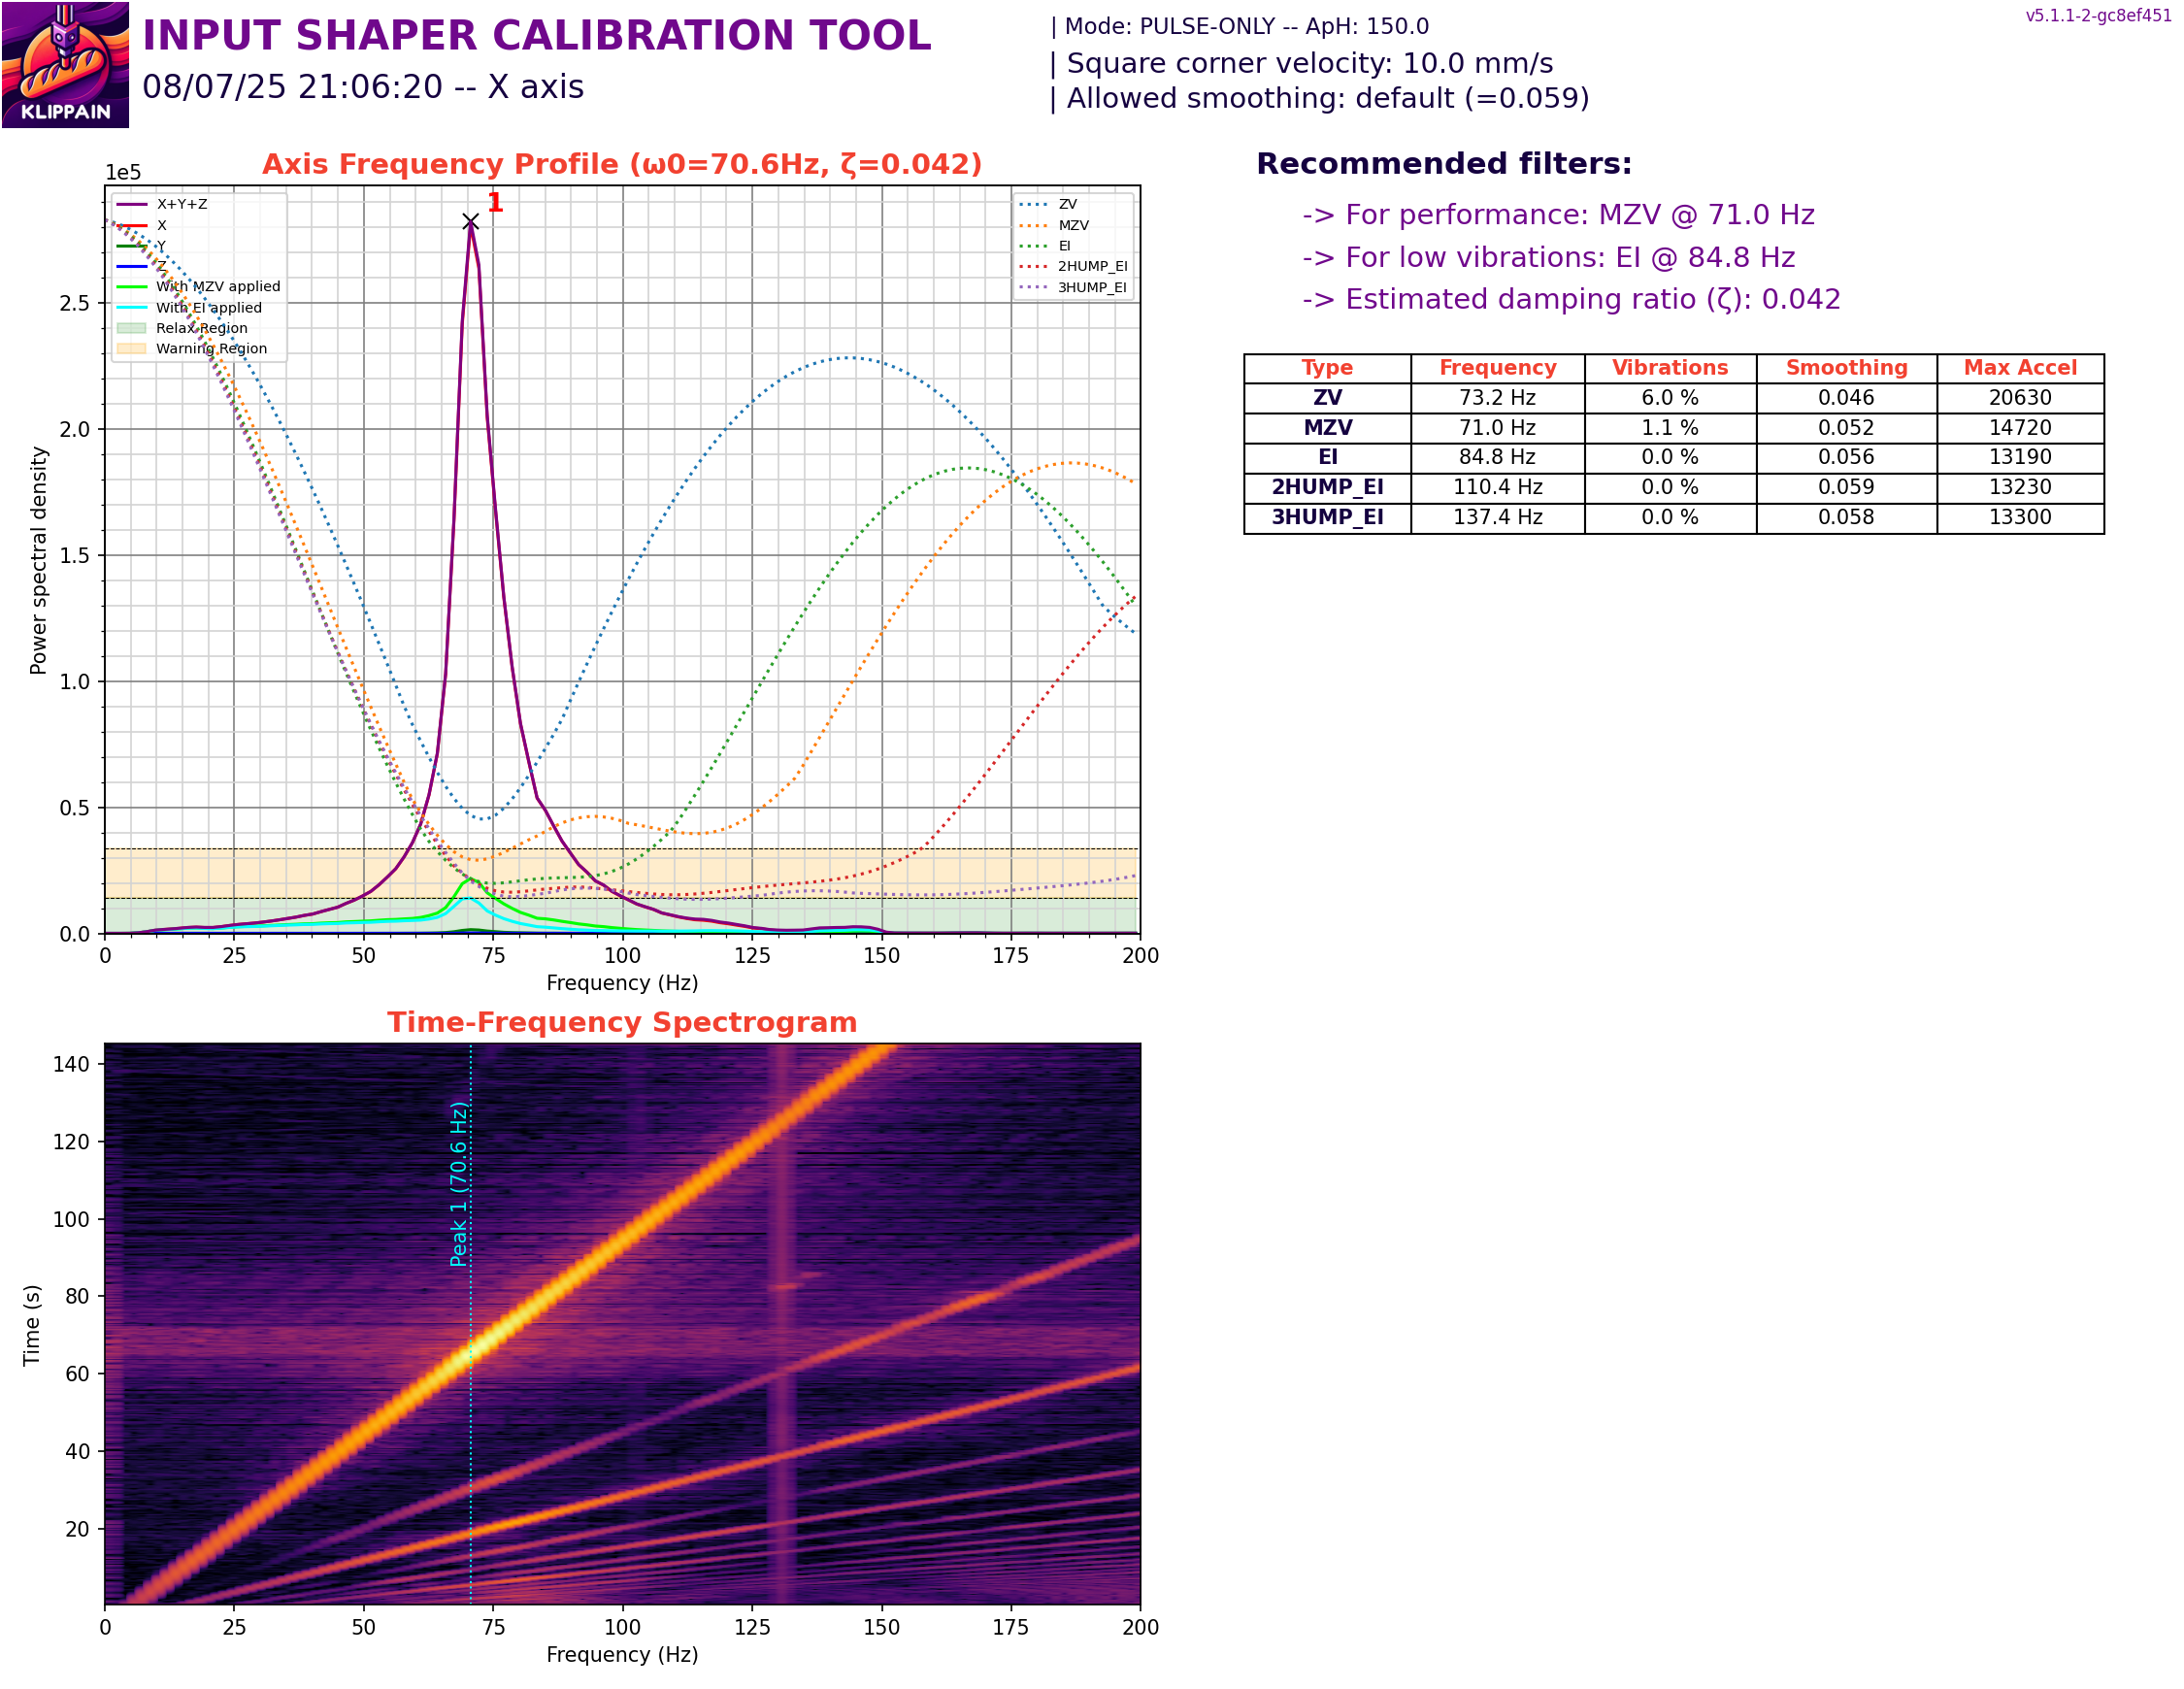 KLIPPAIN
INPUT SHAPER CALIBRATION TOOL
08/07/25 21:06:20 -- X axis
| Mode: PULSE-ONLY -- ApH: 150.0
| Square corner velocity: 10.0 mm/s
| Allowed smoothing: default (=0.059)
v5.1.1-2-gc8ef451
Axis Frequency Profile (ω0=70.6Hz, ζ=0.042)
1e5
X+Y+Z
X
Y
Z
With MZV applied
With EI applied
Relax Region
Warning Region
1
ZV
MZV
EI
2HUMP_EI
3HUMP_EI
Power spectral density
2.5
2.0
1.5
1.0
0.5
0.0
0 25 50 75 100 125 150 175 200
Frequency (Hz)
Recommended filters:
-> For performance: MZV @ 71.0 Hz
-> For low vibrations: EI @ 84.8 Hz
-> Estimated damping ratio (ζ): 0.042
Type Frequency Vibrations Smoothing Max Accel
ZV 73.2 Hz 6.0 % 0.046 20630
MZV 71.0 Hz 1.1 % 0.052 14720
EI 84.8 Hz 0.0 % 0.056 13190
2HUMP_EI 110.4 Hz 0.0 % 0.059 13230
3HUMP_EI 137.4 Hz 0.0 % 0.058 13300
Time-Frequency Spectrogram
Time (s)
140
120
100
80
60
40
20
Peak 1 (70.6 Hz)
0 25 50 75 100 125 150 175 200
Frequency (Hz)